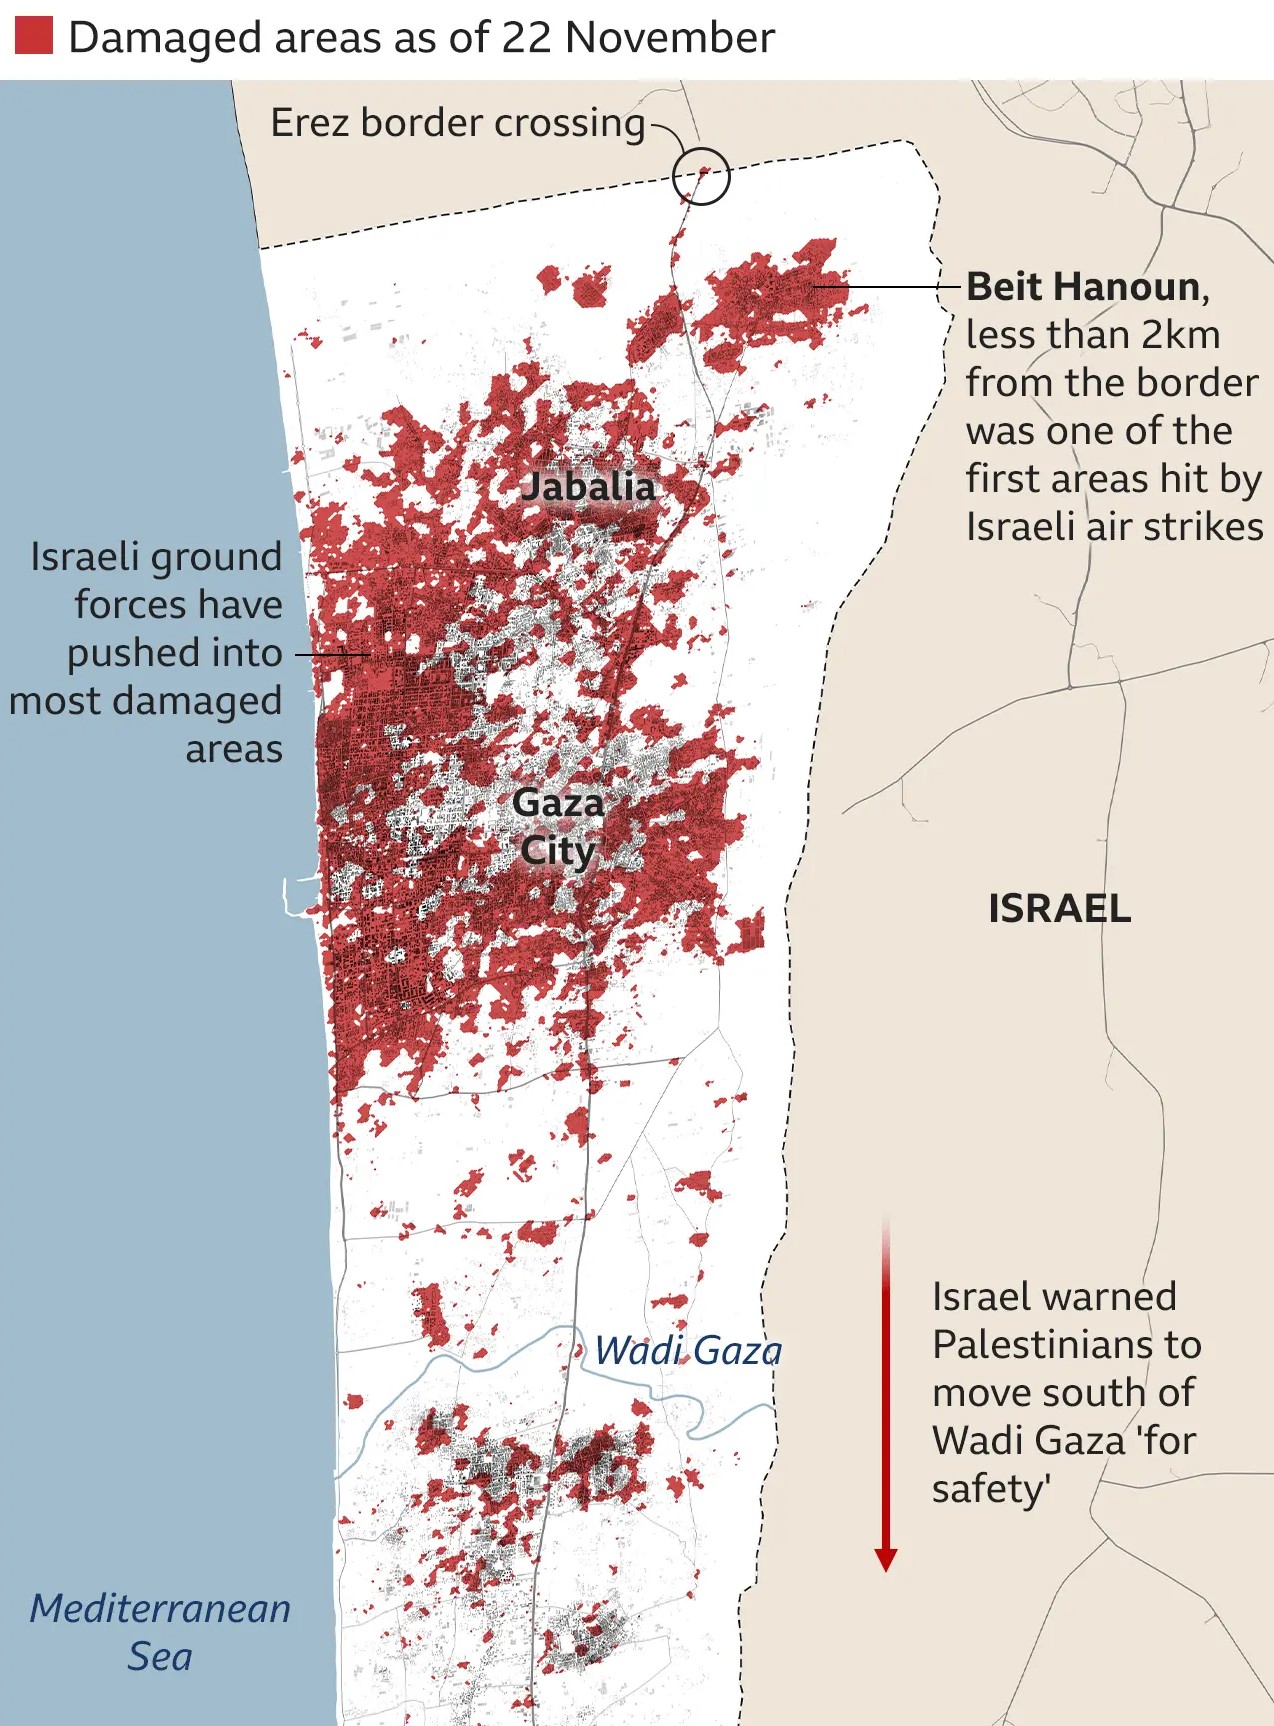 Damaged areas as of 22 November
Erez border crossing
Beit Hanoun,
less than 2km
from the border
was one of the
first areas hit by
Israeli air strikes
Jabalia
Israeli ground
forces have
pushed into
most damaged
areas
Gaza
City
ISRAEL
Israel warned
Palestinians to
move south of
Wadi Gaza 'for
safety'
Wadi Gaza
Mediterranean
Sea